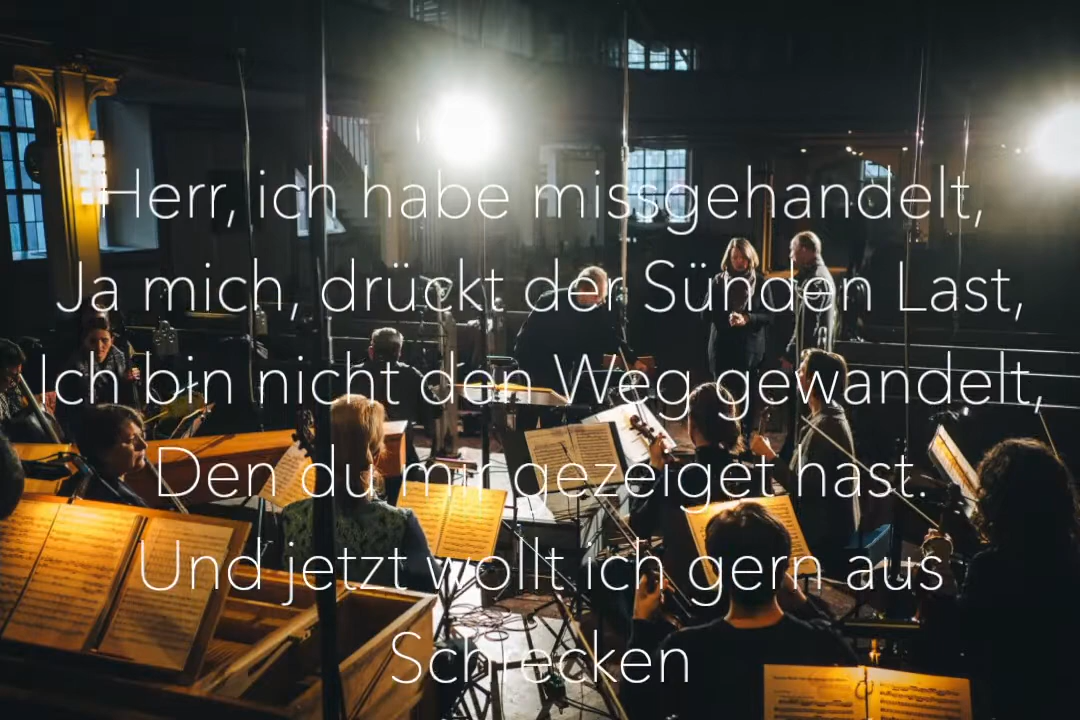 Herr, ich habe missgehandelt,
Ja mich, drückt der Sünden Last,
Ich bin nicht den Weg gewandelt,
Den du mir gezeiget hast.
Und jetzt wollt ich gern aus
Schrecken